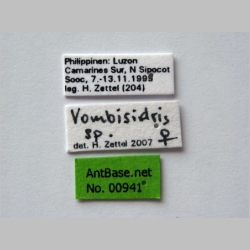 Philippinen: Luzon
Camarines Sur, N Sipocot
Sooc, 7.-13.11.1995
leg. H. Zettel (204)
Vombisidris
sp. ☿
det. H. Zettel 2007
AntBase.net
No. 00941